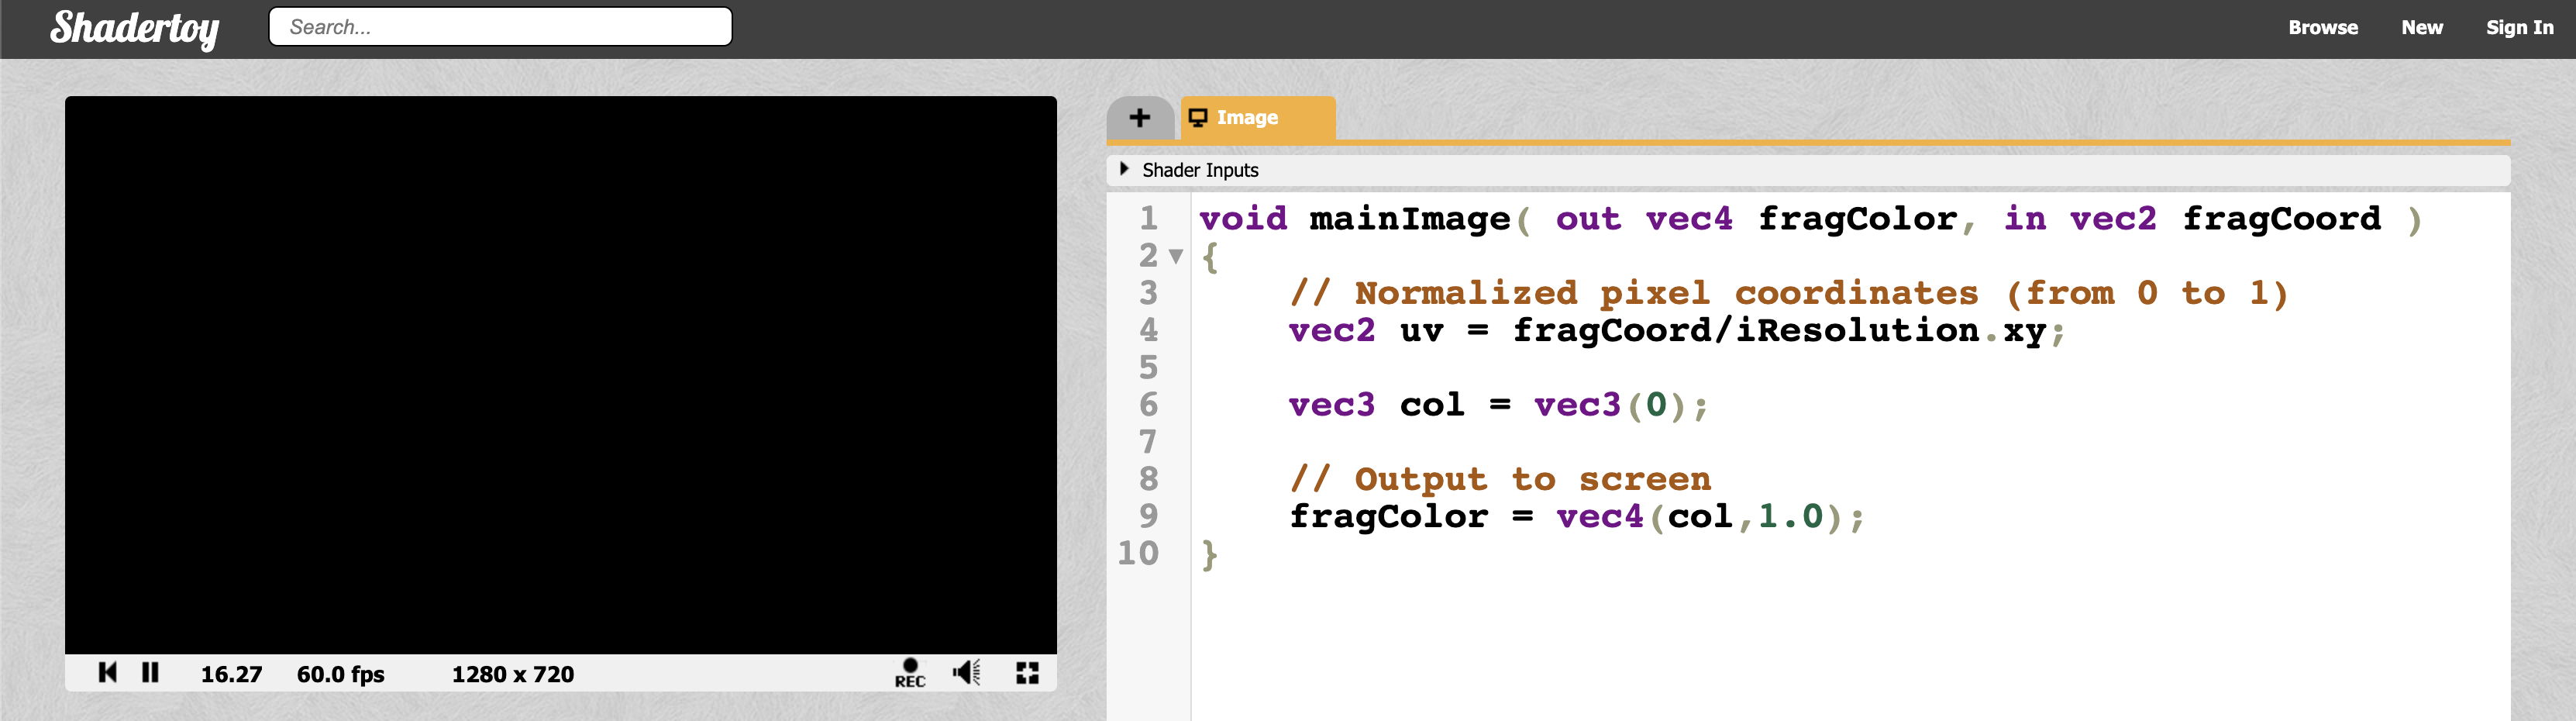 Shadertoy
Search...
Browse New Sign In
+ Image
Shader Inputs
1 void mainImage( out vec4 fragColor, in vec2 fragCoord )
2 {
3     // Normalized pixel coordinates (from 0 to 1)
4     vec2 uv = fragCoord/iResolution.xy;
5
6     vec3 col = vec3(0);
7
8     // Output to screen
9     fragColor = vec4(col,1.0);
10 }
16.27 60.0 fps 1280 x 720 REC